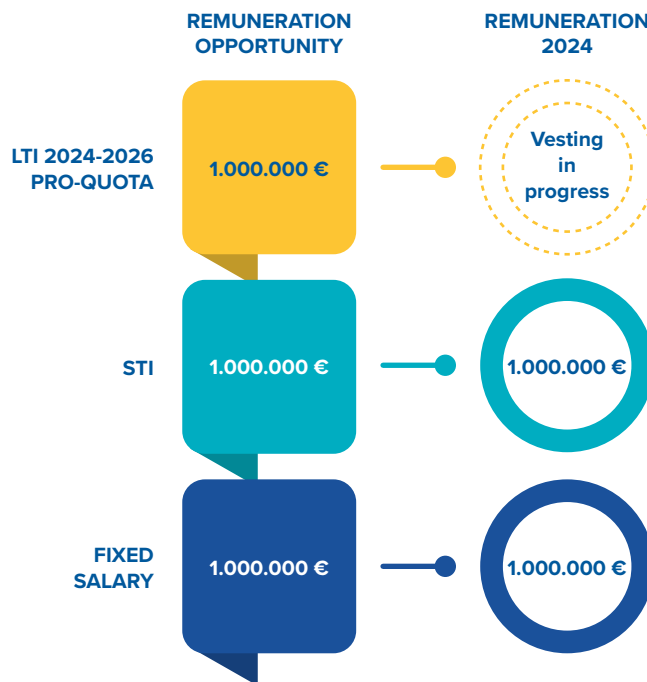 REMUNERATION
OPPORTUNITY
REMUNERATION
2024
LTI 2024-2026
PRO-QUOTA
1.000.000 €
Vesting
in
progress
STI
1.000.000 €
1.000.000 €
FIXED
SALARY
1.000.000 €
1.000.000 €